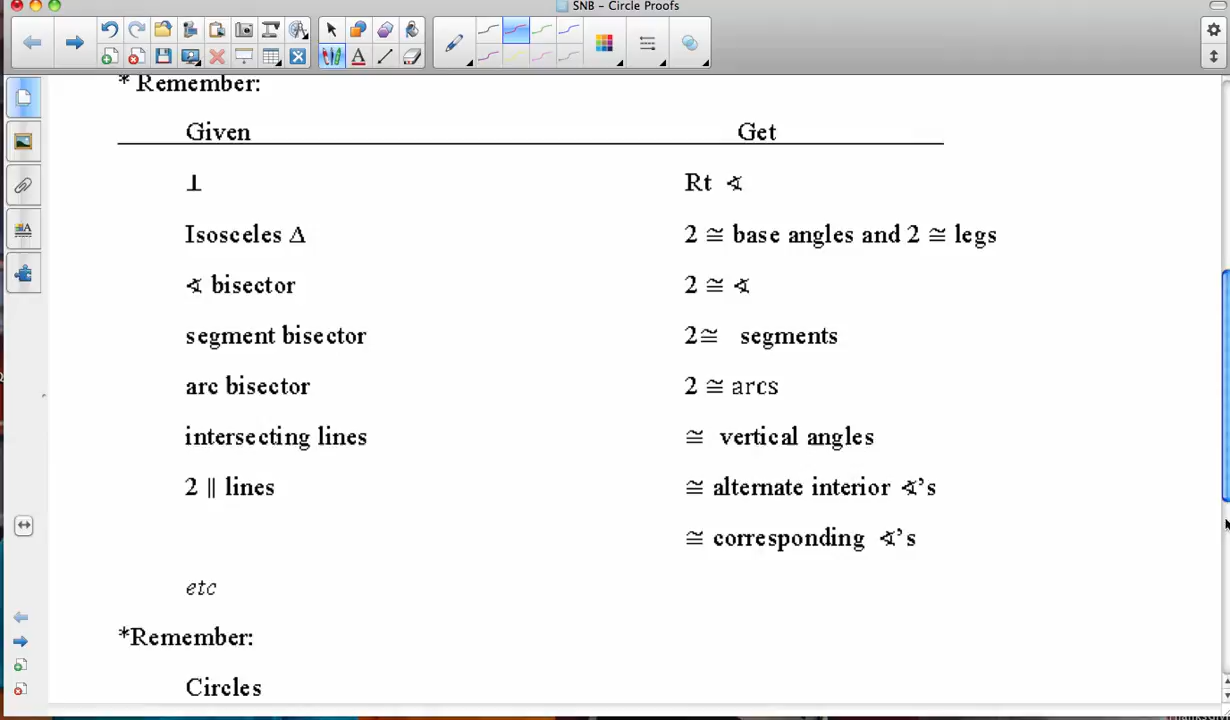 SNB - Circle Proofs
* Remember:
Given Get
⊥ Rt ∢
Isosceles Δ 2 ≅ base angles and 2 ≅ legs
∢ bisector 2 ≅ ∢
segment bisector 2≅ segments
arc bisector 2 ≅ arcs
intersecting lines ≅ vertical angles
2 || lines ≅ alternate interior ∢'s
≅ corresponding ∢'s
etc
*Remember:
Circles